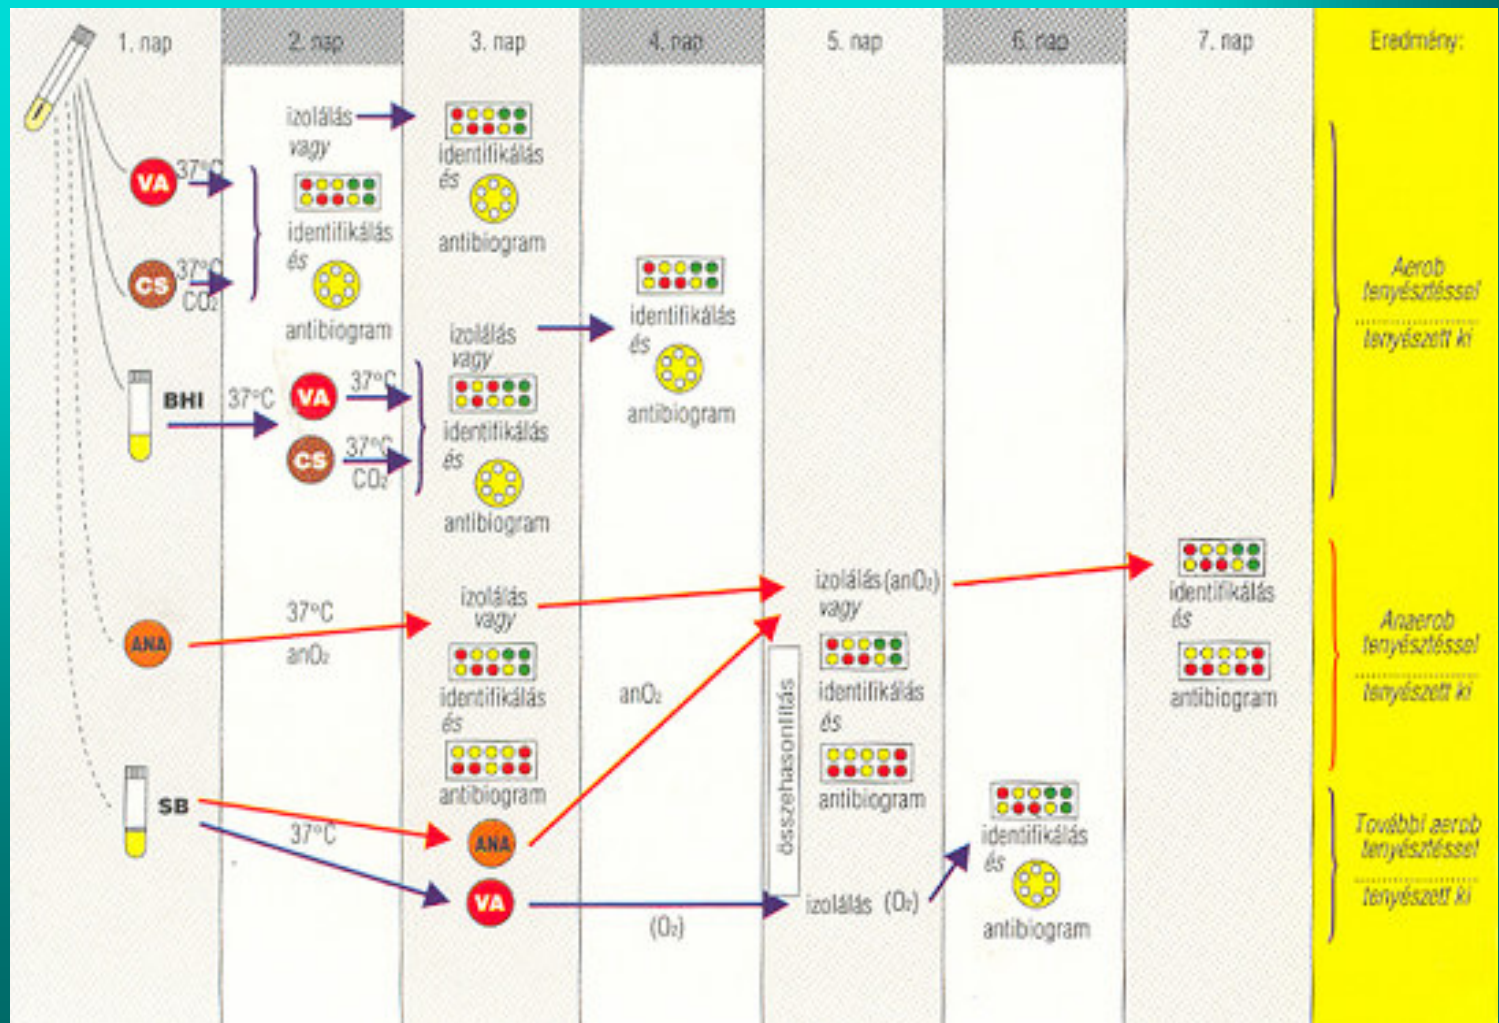 1. nap
2. nap
3. nap
4. nap
5. nap
6. nap
7. nap
Eredmény:
VA
37°C
CS
37°C
CO₂
BHI
37°C
ANA
SB
izolálás
vagy
identifikálás
és
antibiogram
VA
37°C
CS
37°C
CO₂
37°C
anO₂
37°C
identifikálás
és
antibiogram
izolálás
vagy
identifikálás
és
antibiogram
izolálás
vagy
identifikálás
és
antibiogram
ANA
VA
identifikálás
és
antibiogram
anO₂
(O₂)
összehasonlítás
izolálás (anO₂)
vagy
identifikálás
és
antibiogram
izolálás (O₂)
identifikálás
és
antibiogram
identifikálás
és
antibiogram
Aerob
tenyésztéssel
tenyészett ki
Anaerob
tenyésztéssel
tenyészett ki
További aerob
tenyésztéssel
tenyészett ki